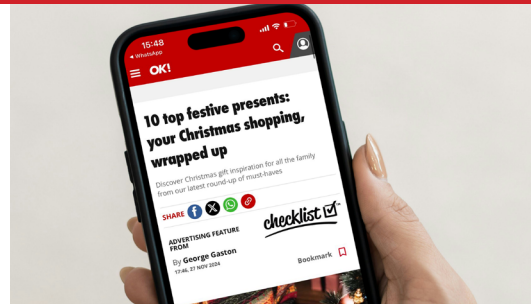 15:48
WhatsApp
OK!
10 top festive presents:
your Christmas shopping,
wrapped up
Discover Christmas gift inspiration for all the family
from our latest round-up of must-haves
SHARE
checklist
ADVERTISING FEATURE
FROM
By George Gaston
17:46, 27 NOV 2024
Bookmark